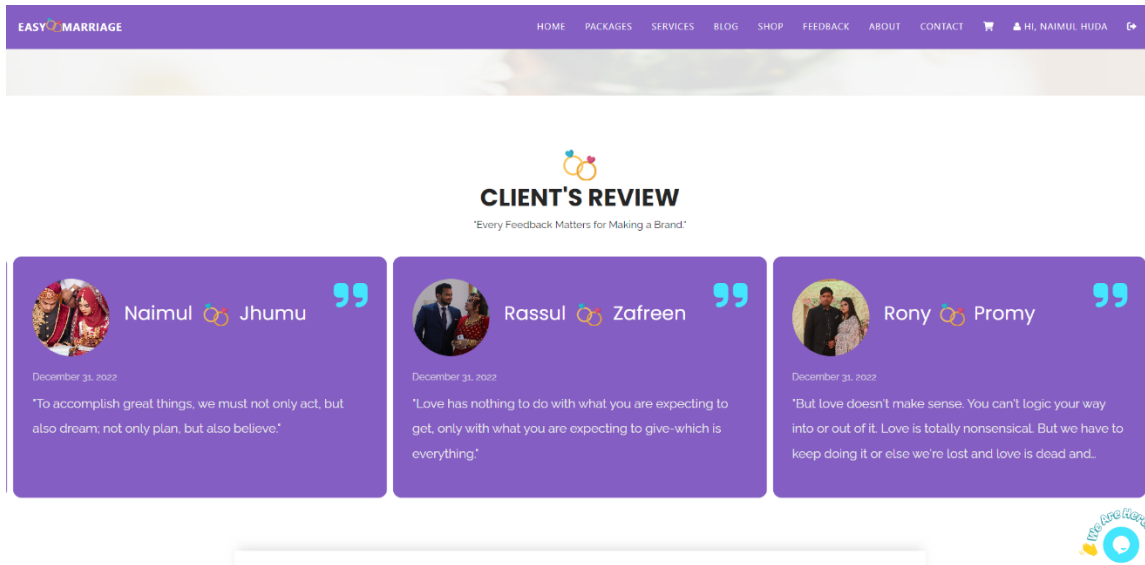 EASY MARRIAGE
HOME PACKAGES SERVICES BLOG SHOP FEEDBACK ABOUT CONTACT HI, NAIMUL HUDA
CLIENT'S REVIEW
"Every Feedback Matters for Making a Brand."
Naimul Jhumu
December 31, 2022
"To accomplish great things, we must not only act, but
also dream; not only plan, but also believe."
Rassul Zafreen
December 31, 2022
"Love has nothing to do with what you are expecting to
get, only with what you are expecting to give-which is
everything."
Rony Promy
December 31, 2022
"But love doesn't make sense. You can't logic your way
into or out of it. Love is totally nonsensical. But we have to
keep doing it or else we're lost and love is dead and...
We Are Here